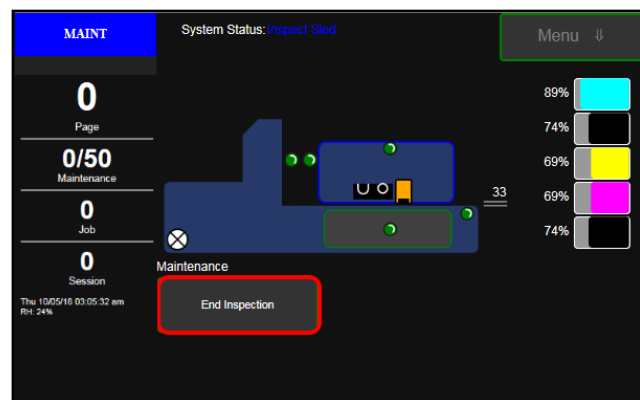 MAINT
System Status: Inspect Sled
Menu ⇓
0
Page
0/50
Maintenance
0
Job
0
Session
Thu 10/05/16 03:05:32 am
RH: 24%
33
89%
74%
69%
69%
74%
Maintenance
End Inspection